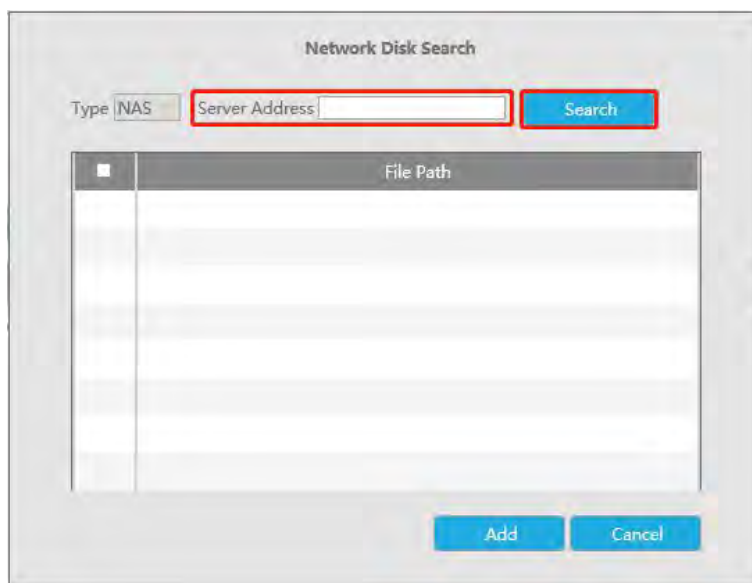 Network Disk Search
Type NAS Server Address Search
File Path
Add Cancel